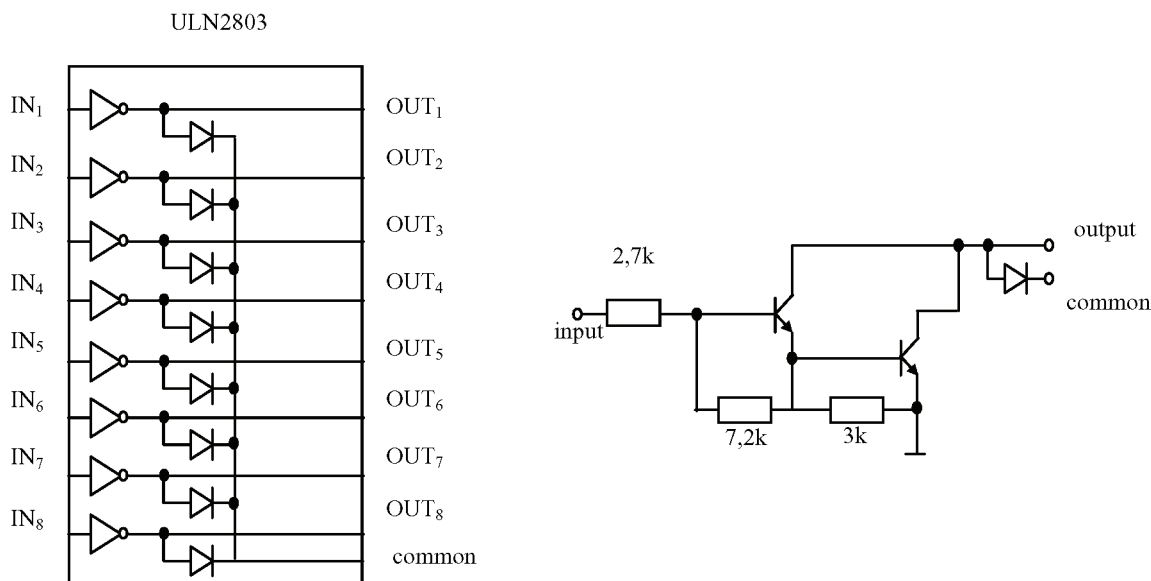 ULN2803
IN₁
OUT₁
IN₂
OUT₂
IN₃
OUT₃
IN₄
OUT₄
IN₅
OUT₅
IN₆
OUT₆
IN₇
OUT₇
IN₈
OUT₈
common
2,7k
input
7,2k
3k
output
common